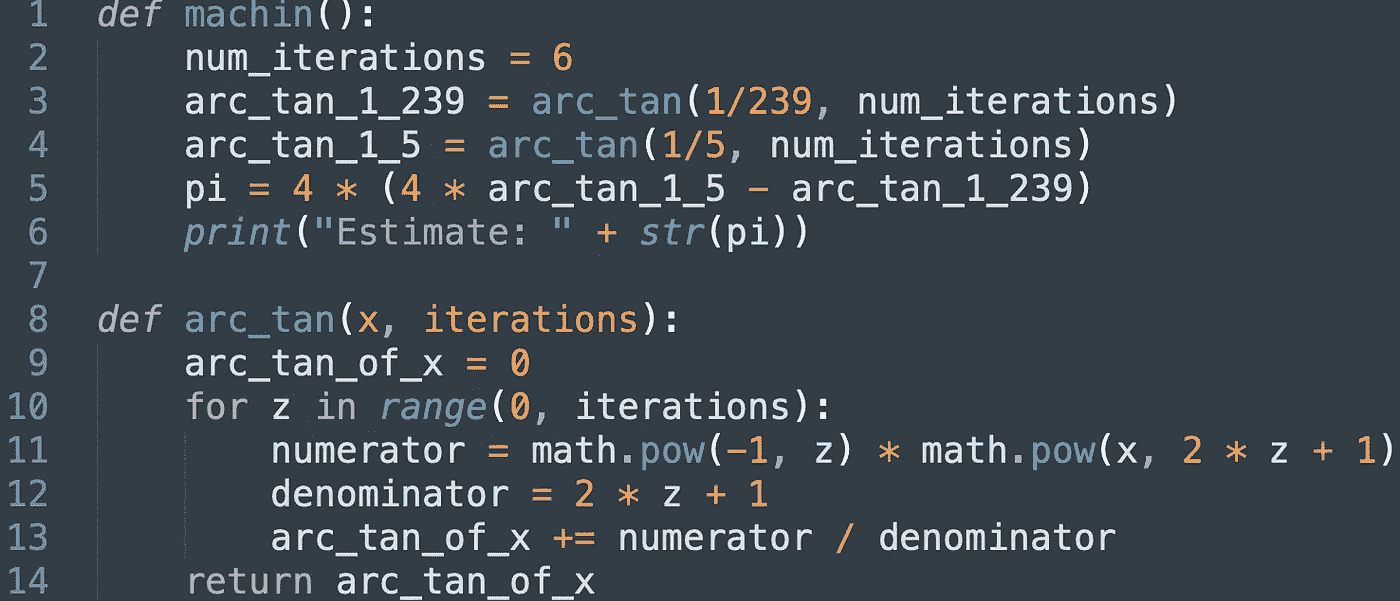 1 def machin():
2     num_iterations = 6
3     arc_tan_1_239 = arc_tan(1/239, num_iterations)
4     arc_tan_1_5 = arc_tan(1/5, num_iterations)
5     pi = 4 * (4 * arc_tan_1_5 - arc_tan_1_239)
6     print("Estimate: " + str(pi))
7
8 def arc_tan(x, iterations):
9     arc_tan_of_x = 0
10     for z in range(0, iterations):
11         numerator = math.pow(-1, z) * math.pow(x, 2 * z + 1)
12         denominator = 2 * z + 1
13         arc_tan_of_x += numerator / denominator
14     return arc_tan_of_x